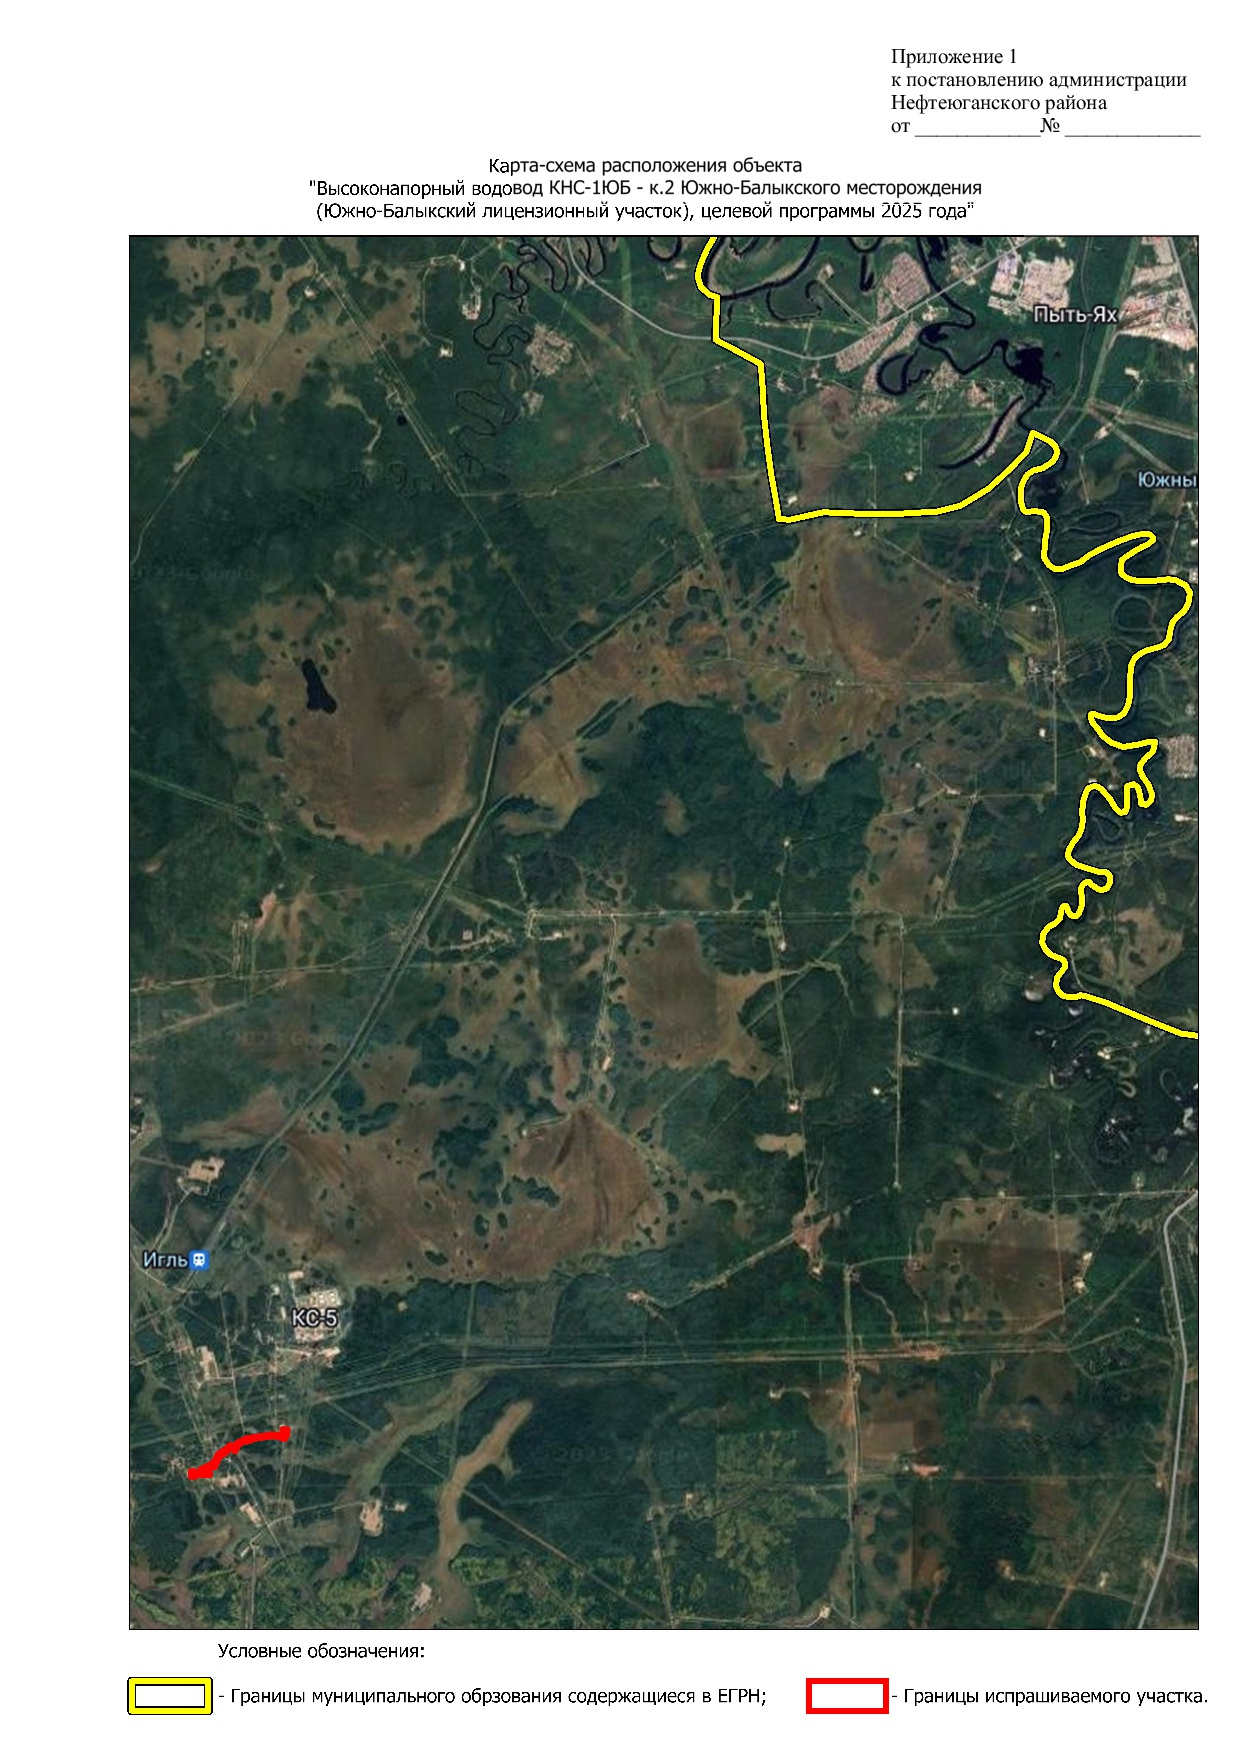 Приложение 1
к постановлению администрации
Нефтеюганского района
от ____________№ _____________
Карта-схема расположения объекта
"Высоконапорный водовод КНС-1ЮБ - к.2 Южно-Балыкского месторождения
(Южно-Балыкский лицензионный участок), целевой программы 2025 года"
Пыть-Ях
Южны
Игль
КС-5
Условные обозначения:
- Границы муниципального обрзования содержащиеся в ЕГРН;
- Границы испрашиваемого участка.